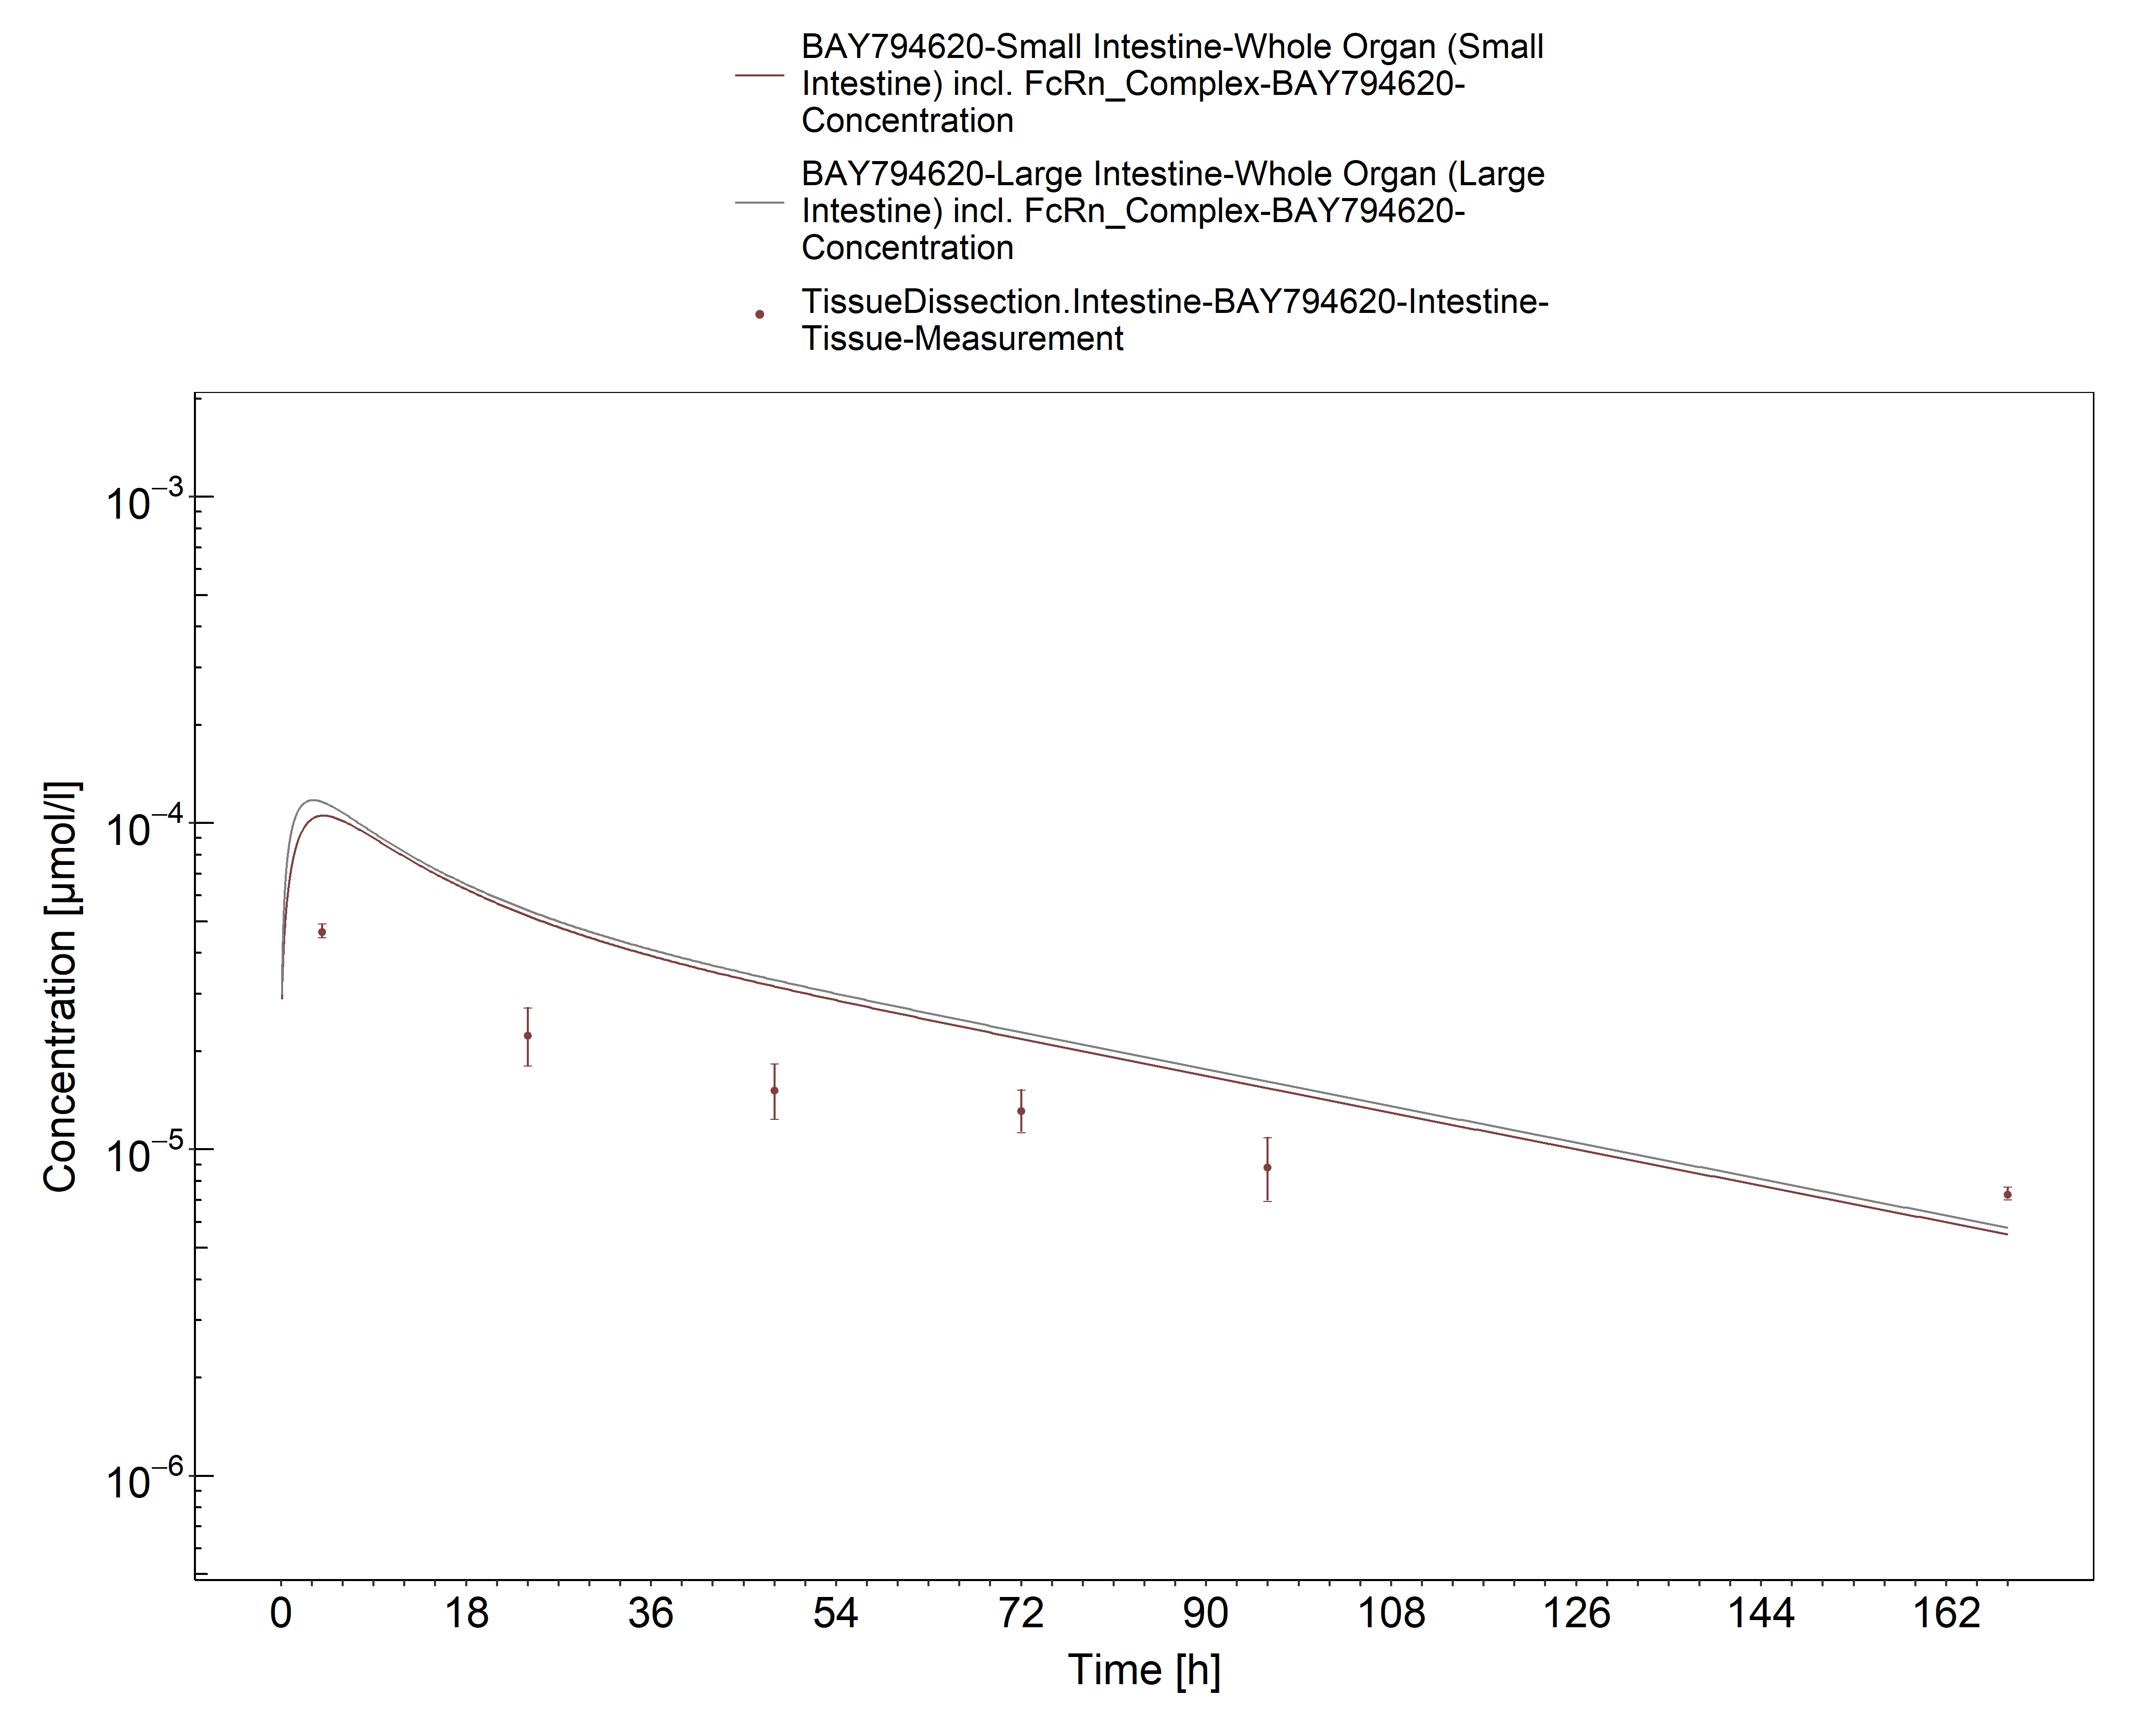 BAY794620-Small Intestine-Whole Organ (Small
Intestine) incl. FcRn_Complex-BAY794620-
Concentration
BAY794620-Large Intestine-Whole Organ (Large
Intestine) incl. FcRn_Complex-BAY794620-
Concentration
TissueDissection.Intestine-BAY794620-Intestine-
Tissue-Measurement
10⁻³
10⁻⁴
10⁻⁵
10⁻⁶
Concentration [µmol/l]
0 18 36 54 72 90 108 126 144 162
Time [h]